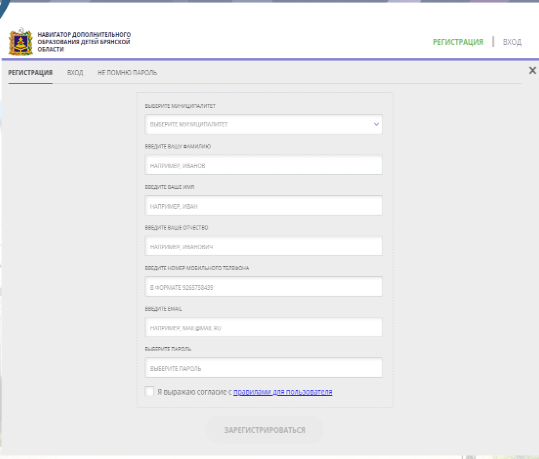 НАВИГАТОР ДОПОЛНИТЕЛЬНОГО
ОБРАЗОВАНИЯ ДЕТЕЙ БРЯНСКОЙ
ОБЛАСТИ
РЕГИСТРАЦИЯ ВХОД
РЕГИСТРАЦИЯ ВХОД НЕ ПОМНЮ ПАРОЛЬ
ВЫБЕРИТЕ МУНИЦИПАЛИТЕТ
ВЫБЕРИТЕ МУНИЦИПАЛИТЕТ
ВВЕДИТЕ ВАШУ ФАМИЛИЮ
НАПРИМЕР, ИВАНОВ
ВВЕДИТЕ ВАШЕ ИМЯ
НАПРИМЕР, ИВАН
ВВЕДИТЕ ВАШЕ ОТЧЕСТВО
НАПРИМЕР, ИВАНОВИЧ
ВВЕДИТЕ НОМЕР МОБИЛЬНОГО ТЕЛЕФОНА
В ФОРМАТЕ 9263758439
ВВЕДИТЕ EMAIL
НАПРИМЕР, MAIL@MAIL.RU
ВЫБЕРИТЕ ПАРОЛЬ
ВЫБЕРИТЕ ПАРОЛЬ
Я выражаю согласие с правилами для пользователя
ЗАРЕГИСТРИРОВАТЬСЯ